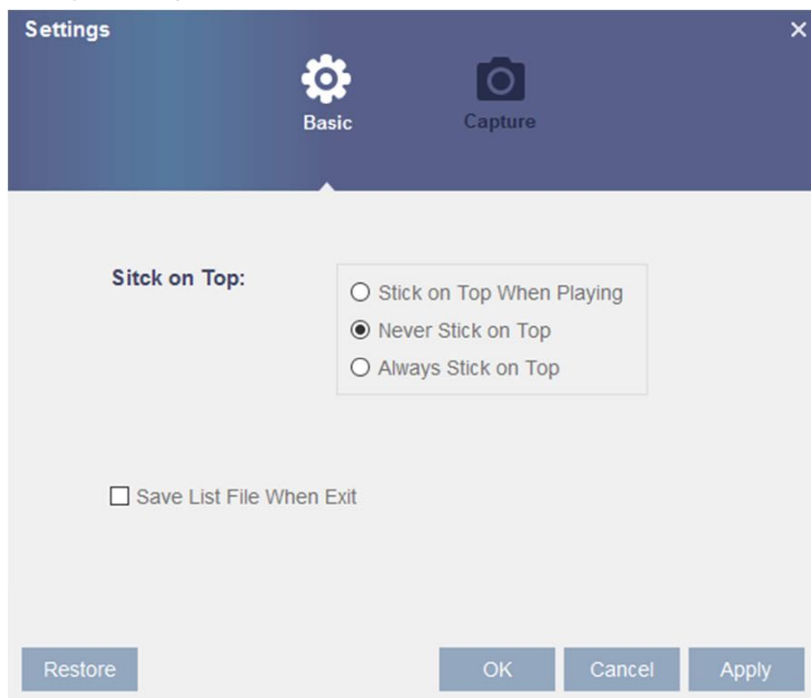 Settings
Basic
Capture
Sitck on Top:
Stick on Top When Playing
Never Stick on Top
Always Stick on Top
Save List File When Exit
Restore
OK
Cancel
Apply